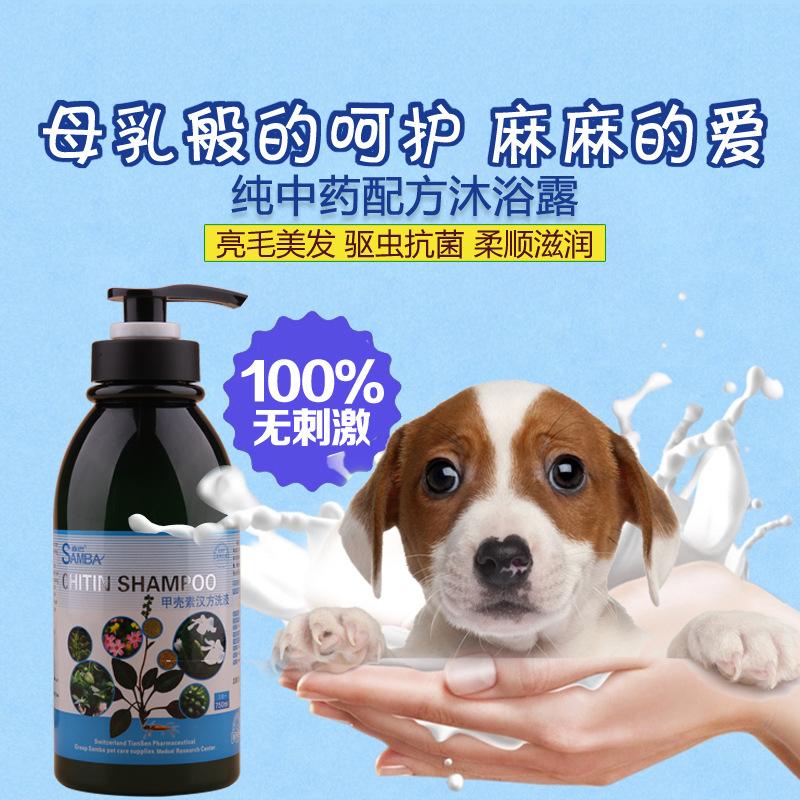 母乳般的呵护 麻麻的爱
纯中药配方沐浴露
亮毛美发 驱虫抗菌 柔顺滋润
100%
无刺激
森巴
SAMBA
CHITIN SHAMPOO
甲壳素汉方洗液
750ml
Switzerland TianSen Pharmaceutical
Group Samba pet care supplies Medical Research Center